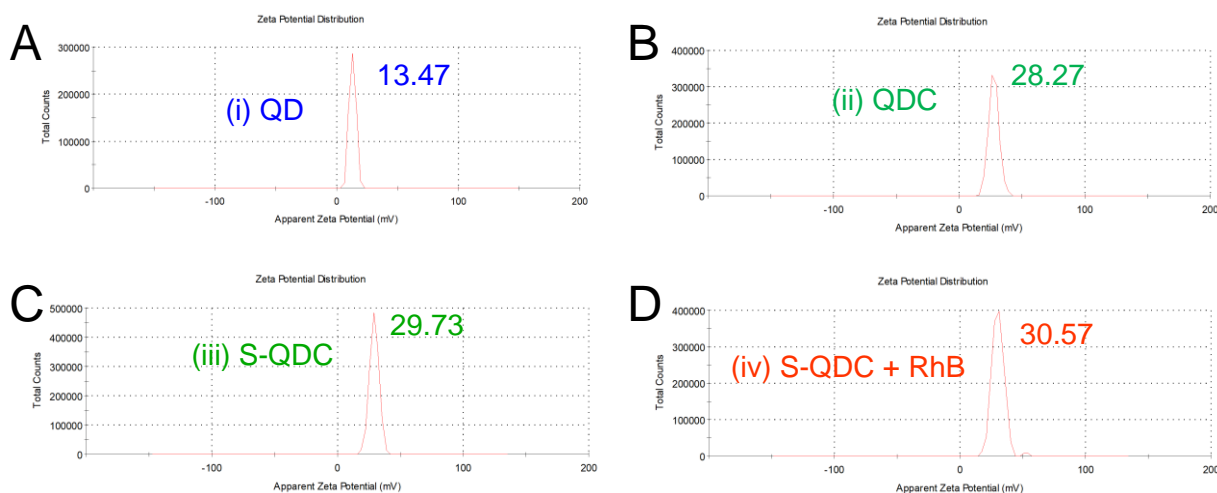 A
Zeta Potential Distribution
300000
200000
100000
0
Total Counts
(i) QD
13.47
-100
0
100
200
Apparent Zeta Potential (mV)
B
Zeta Potential Distribution
400000
300000
200000
100000
0
Total Counts
(ii) QDC
28.27
-100
0
100
200
Apparent Zeta Potential (mV)
C
Zeta Potential Distribution
500000
400000
300000
200000
100000
0
Total Counts
(iii) S-QDC
29.73
-100
0
100
200
Apparent Zeta Potential (mV)
D
Zeta Potential Distribution
400000
300000
200000
100000
0
Total Counts
(iv) S-QDC + RhB
30.57
-100
0
100
200
Apparent Zeta Potential (mV)